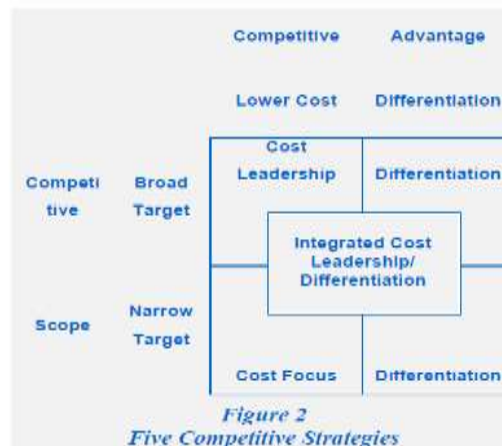 Competitive Advantage
Lower Cost Differentiation
Cost
Leadership Differentiation
Competi
tive
Broad
Target
Integrated Cost
Leadership/
Differentiation
Scope
Narrow
Target
Cost Focus Differentiation
Figure 2
Five Competitive Strategies